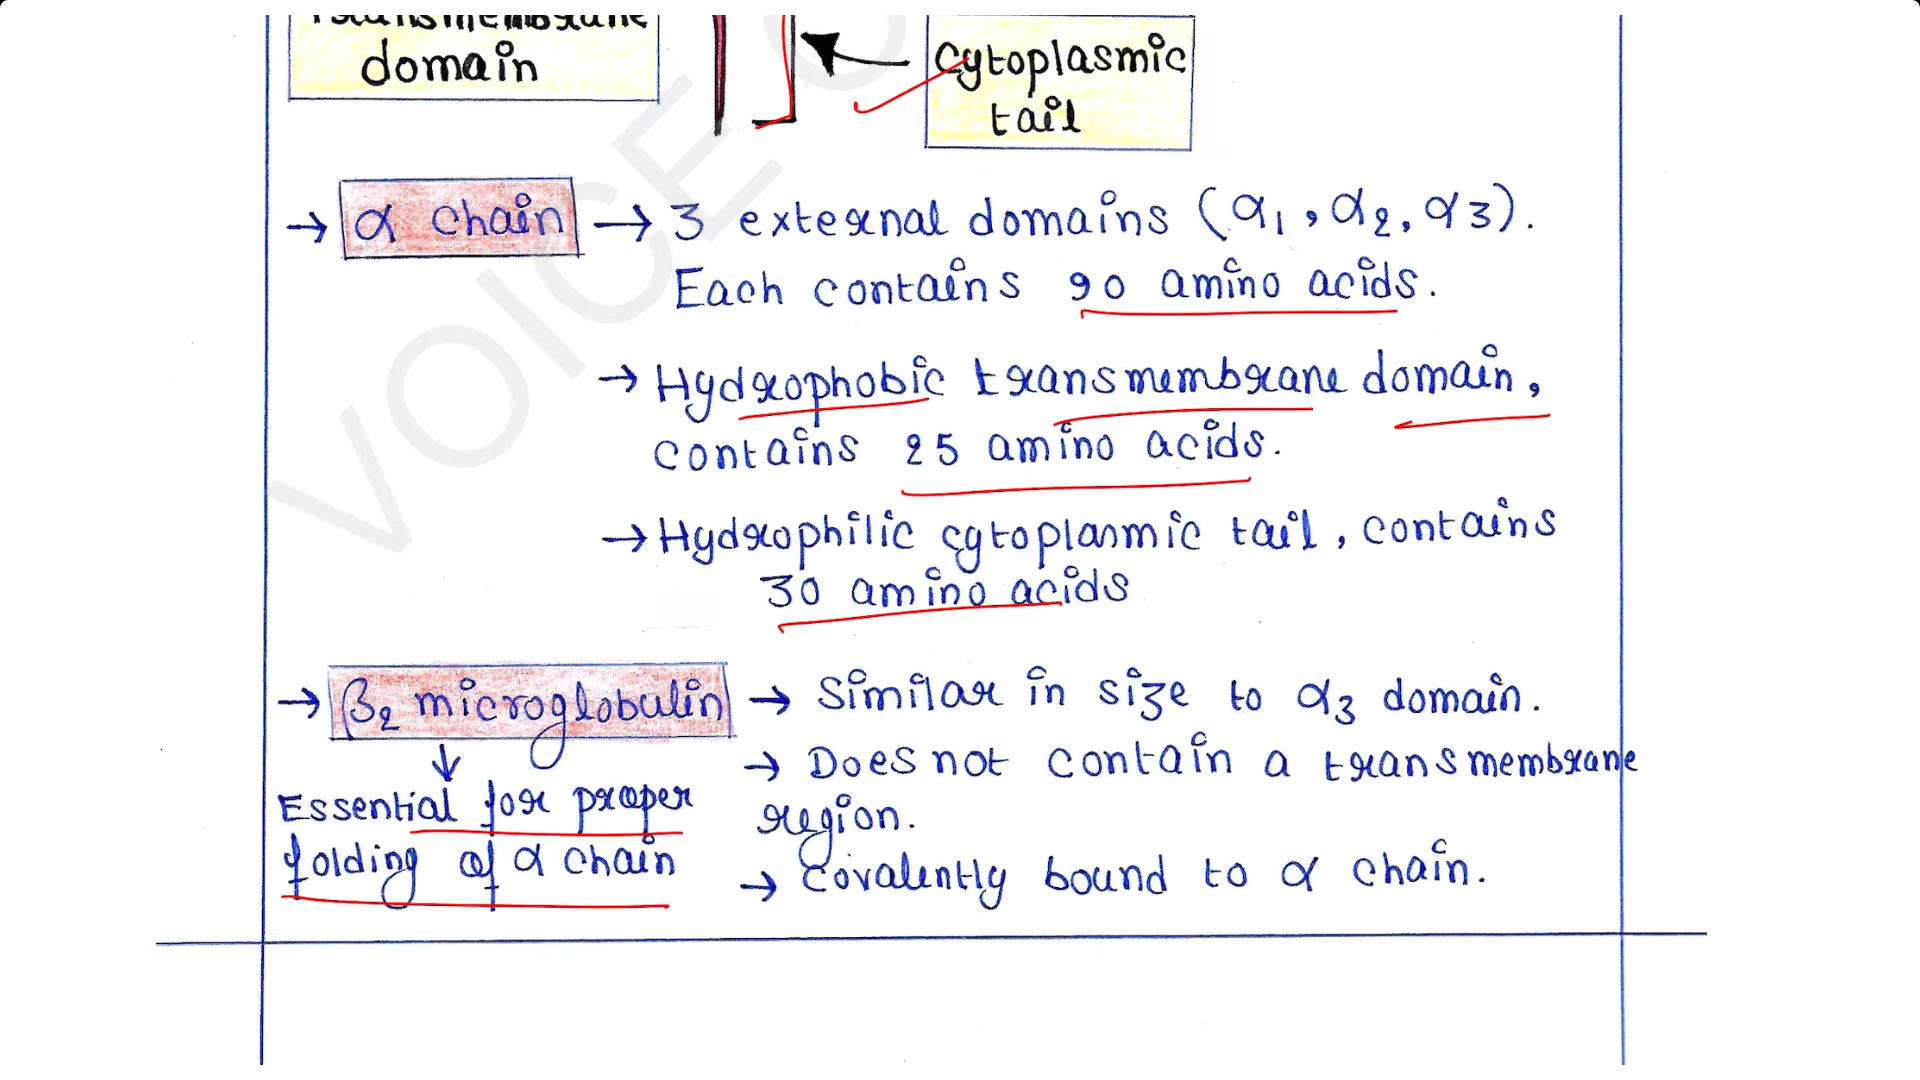 Transmembrane
domain
Cytoplasmic
tail
→ α chain → 3 external domains (α1, α2, α3).
Each contains 90 amino acids.
→ Hydrophobic transmembrane domain,
contains 25 amino acids.
→ Hydrophilic cytoplasmic tail, contains
30 amino acids
→ β2 microglobulin → Similar in size to α3 domain.
↓ → Does not contain a transmembrane
Essential for proper region.
folding of α chain → Covalently bound to α chain.
VOICE O